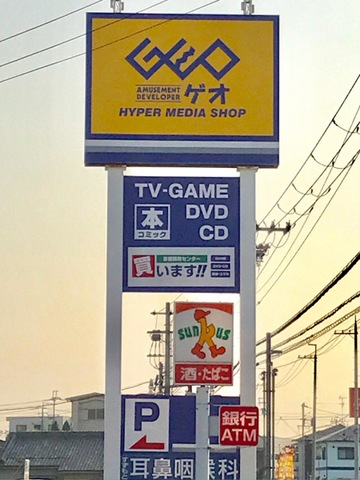 GEO
AMUSEMENT
DEVELOPER
ゲオ
HYPER MEDIA SHOP
TV-GAME
本
コミック
DVD
CD
買います!!
sunkus
酒・たばこ
P
銀行
ATM
耳鼻咽喉科